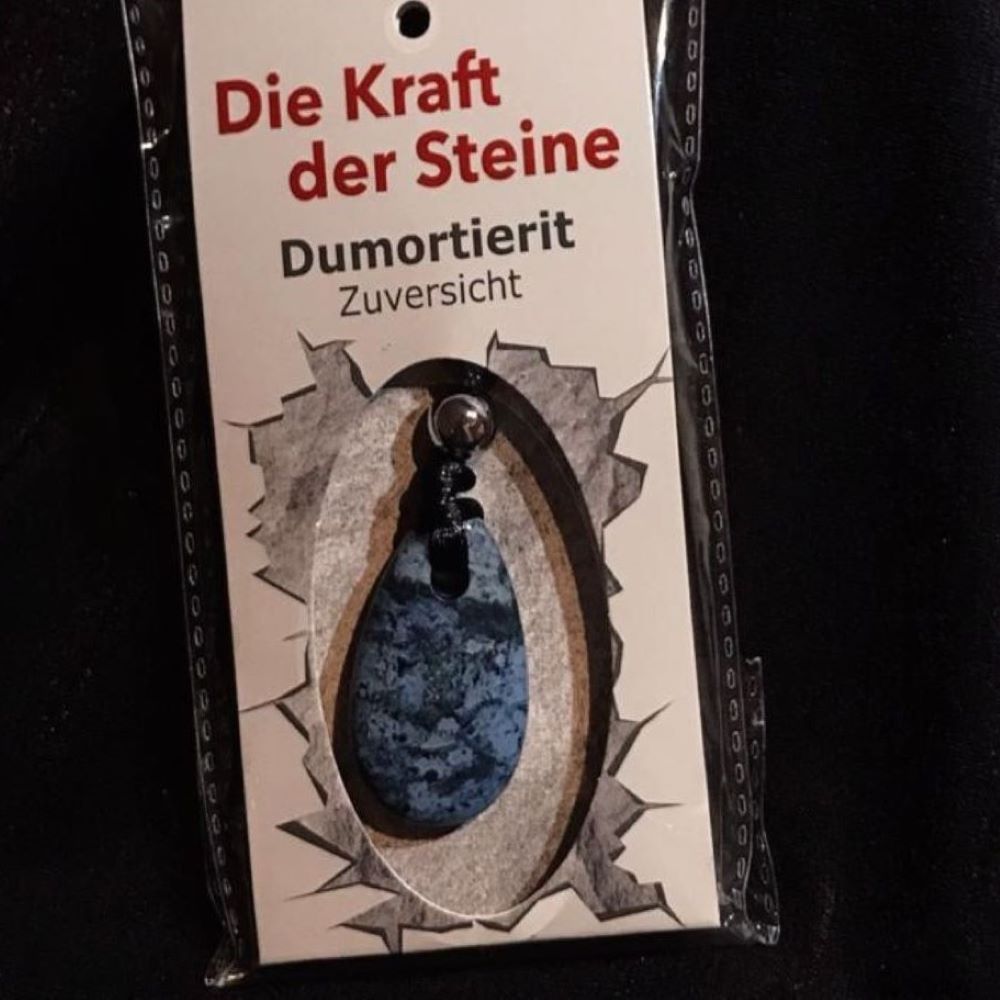 Die Kraft
der Steine
Dumortierit
Zuversicht